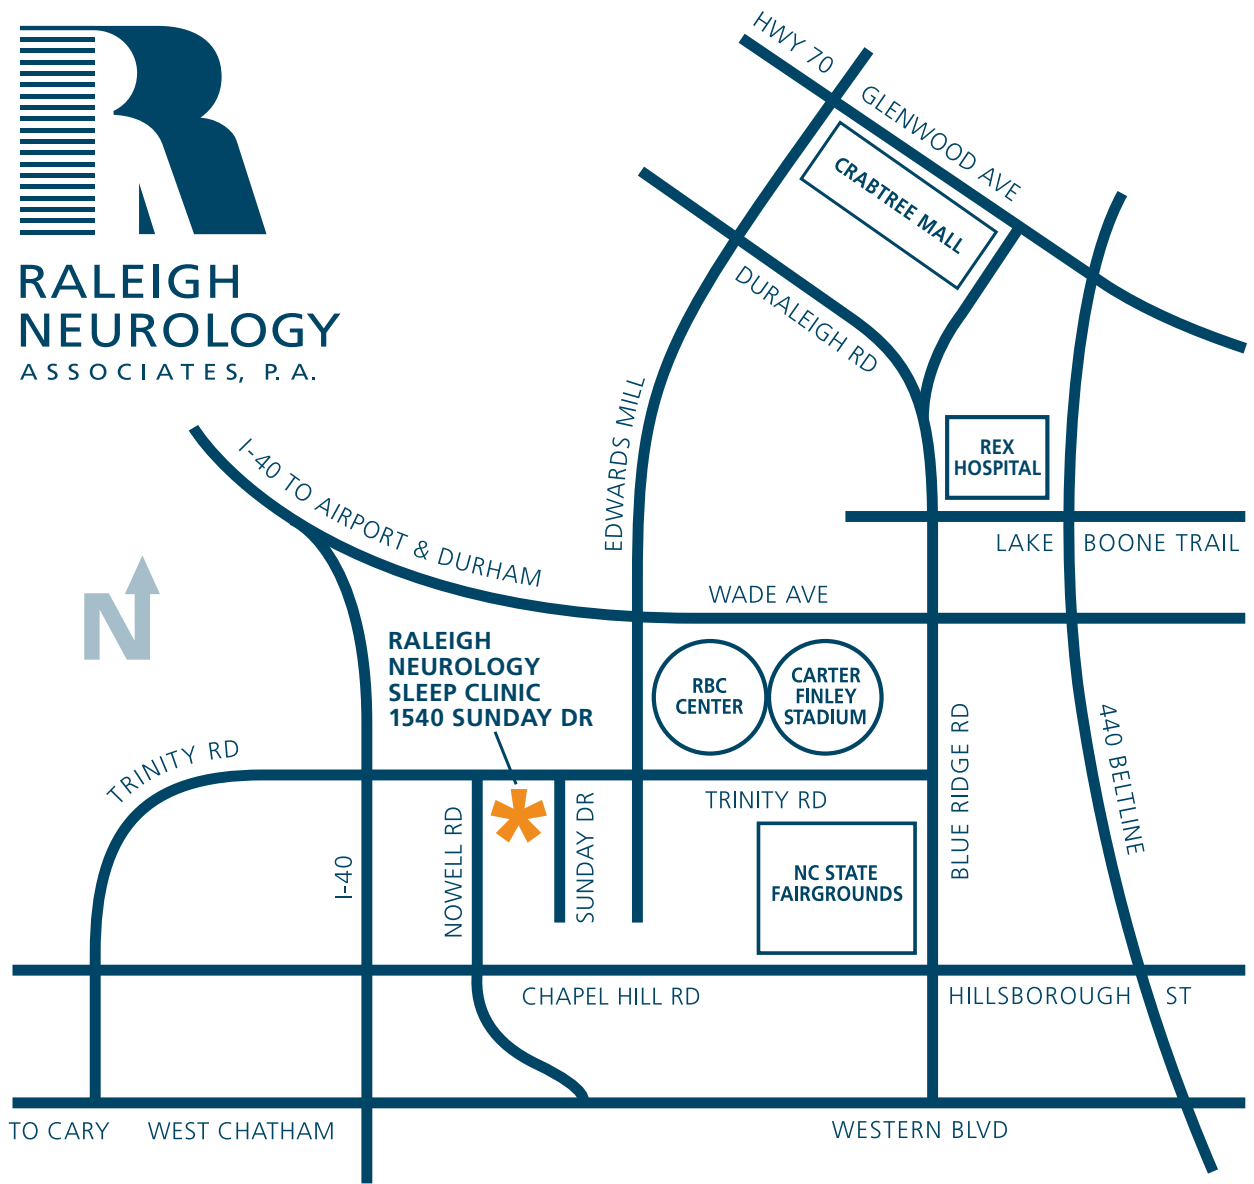 RALEIGH
NEUROLOGY
ASSOCIATES, P.A.
HWY 70
GLENWOOD AVE
CRABTREE MALL
DURALEIGH RD
EDWARDS MILL
REX
HOSPITAL
I-40 TO AIRPORT & DURHAM
LAKE BOONE TRAIL
N
WADE AVE
RALEIGH
NEUROLOGY
SLEEP CLINIC
1540 SUNDAY DR
RBC
CENTER
CARTER
FINLEY
STADIUM
TRINITY RD
440 BELTLINE
BLUE RIDGE RD
TRINITY RD
I-40
NOWELL RD
*
SUNDAY DR
NC STATE
FAIRGROUNDS
CHAPEL HILL RD
HILLSBOROUGH ST
TO CARY
WEST CHATHAM
WESTERN BLVD